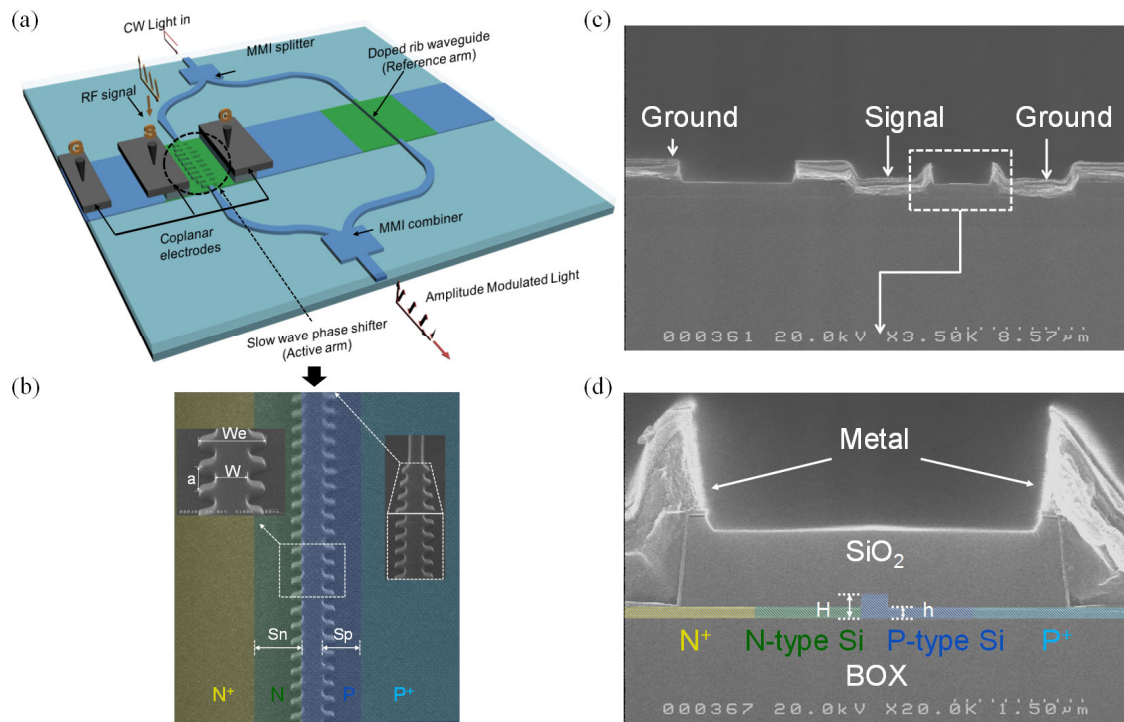 (a)
CW Light in
MMI splitter
Doped rib waveguide
(Reference arm)
RF signal
G
S
G
MMI combiner
Coplanar
electrodes
Amplitude Modulated Light
Slow wave phase shifter
(Active arm)
(b)
We
W
a
Sn
Sp
N+
N
P
P+
(c)
Ground
Signal
Ground
000361 20.0kV X3.50K 8.57µm
(d)
Metal
SiO2
H
h
N+
N-type Si
P-type Si
P+
BOX
000367 20.0kV X20.0K 1.50µm